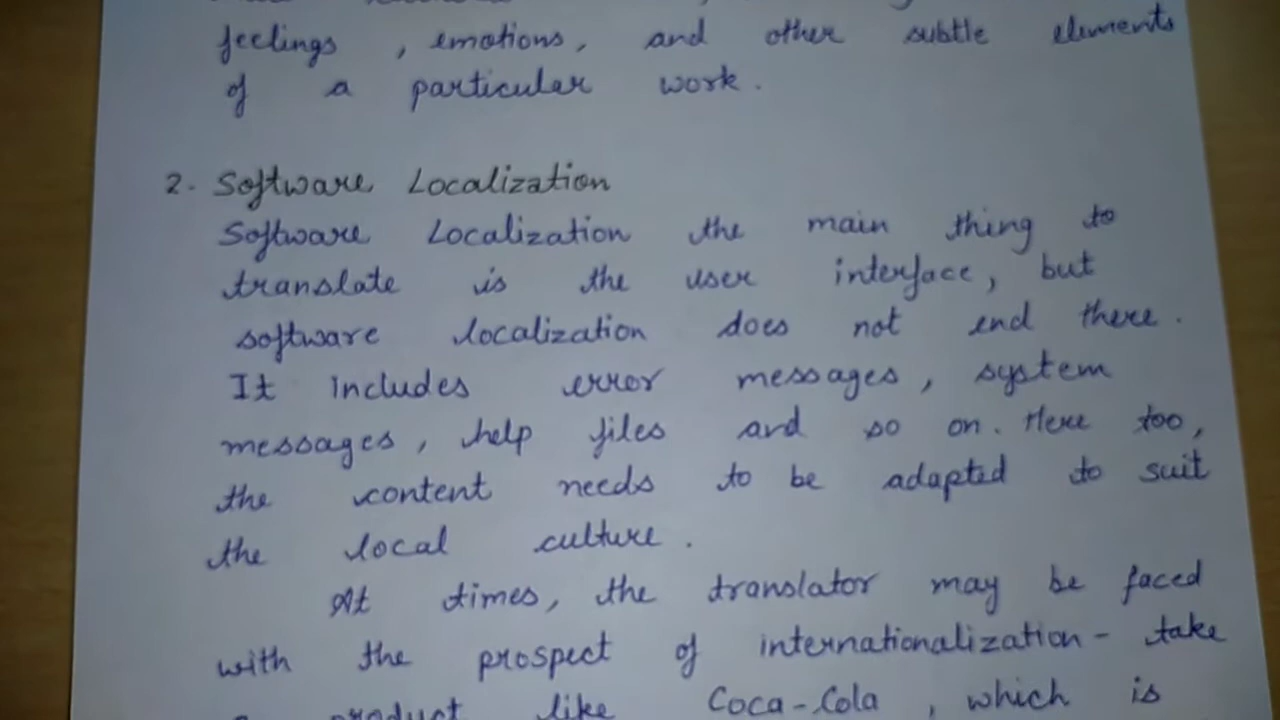 feelings , emotions, and other subtle elements
of a particular work.
2. Software Localization
Software Localization the main thing to
translate is the user interface, but
software localization does not end there.
It includes error messages, system
messages, help files and so on. Here too,
the content needs to be adapted to suit
the local culture.
At times, the translator may be faced
with the prospect of internationalization - take
a product like Coca-Cola, which is